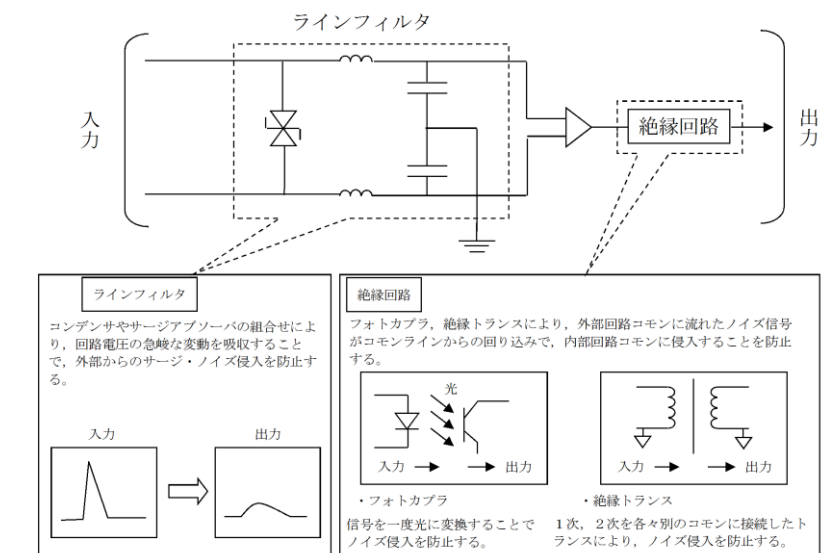 ラインフィルタ
入力
絶縁回路
出力
ラインフィルタ
コンデンサやサージアブソーバの組合せによ
り，回路電圧の急峻な変動を吸収すること
で，外部からのサージ・ノイズ侵入を防止す
る。
入力
出力
絶縁回路
フォトカプラ，絶縁トランスにより，外部回路コモンに流れたノイズ信号
がコモンラインからの回り込みで，内部回路コモンに侵入することを防止
する。
光
入力
出力
・フォトカプラ
信号を一度光に変換することで
ノイズ侵入を防止する。
入力
出力
・絶縁トランス
１次，２次を各々別のコモンに接続したト
ランスにより，ノイズ侵入を防止する。